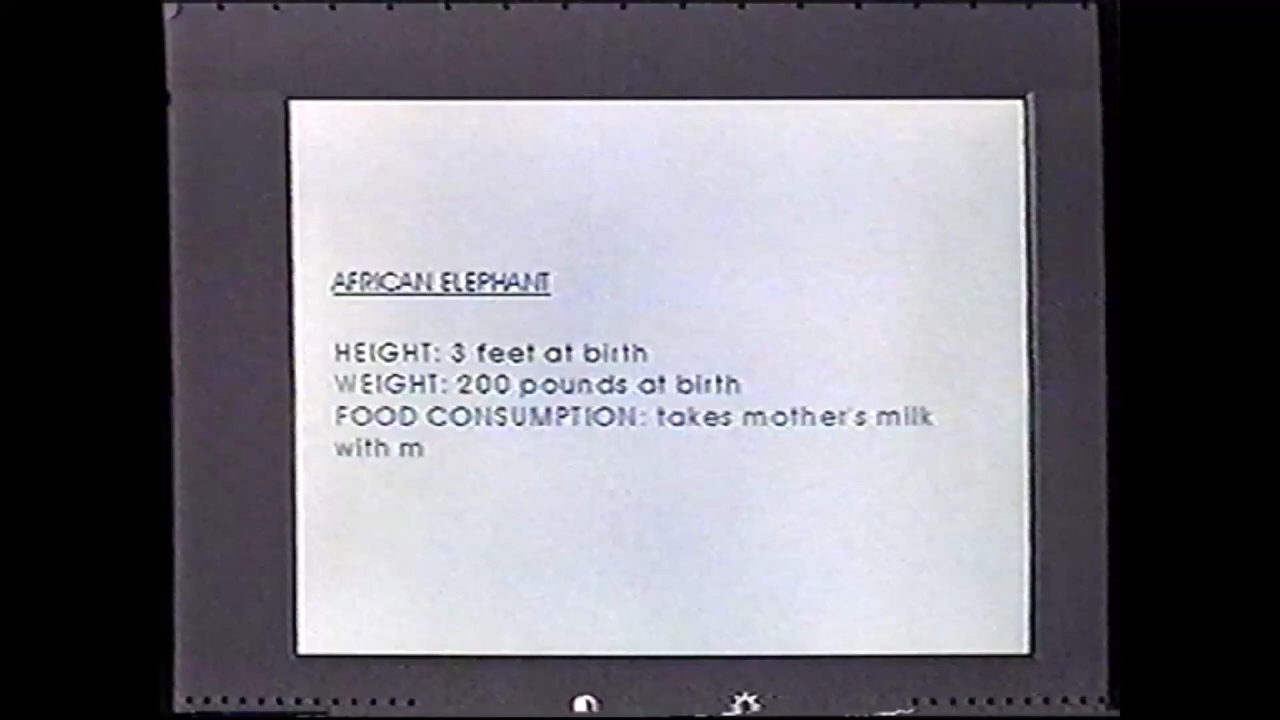 AFRICAN ELEPHANT
HEIGHT: 3 feet at birth
WEIGHT: 200 pounds at birth
FOOD CONSUMPTION: takes mother's milk
with m